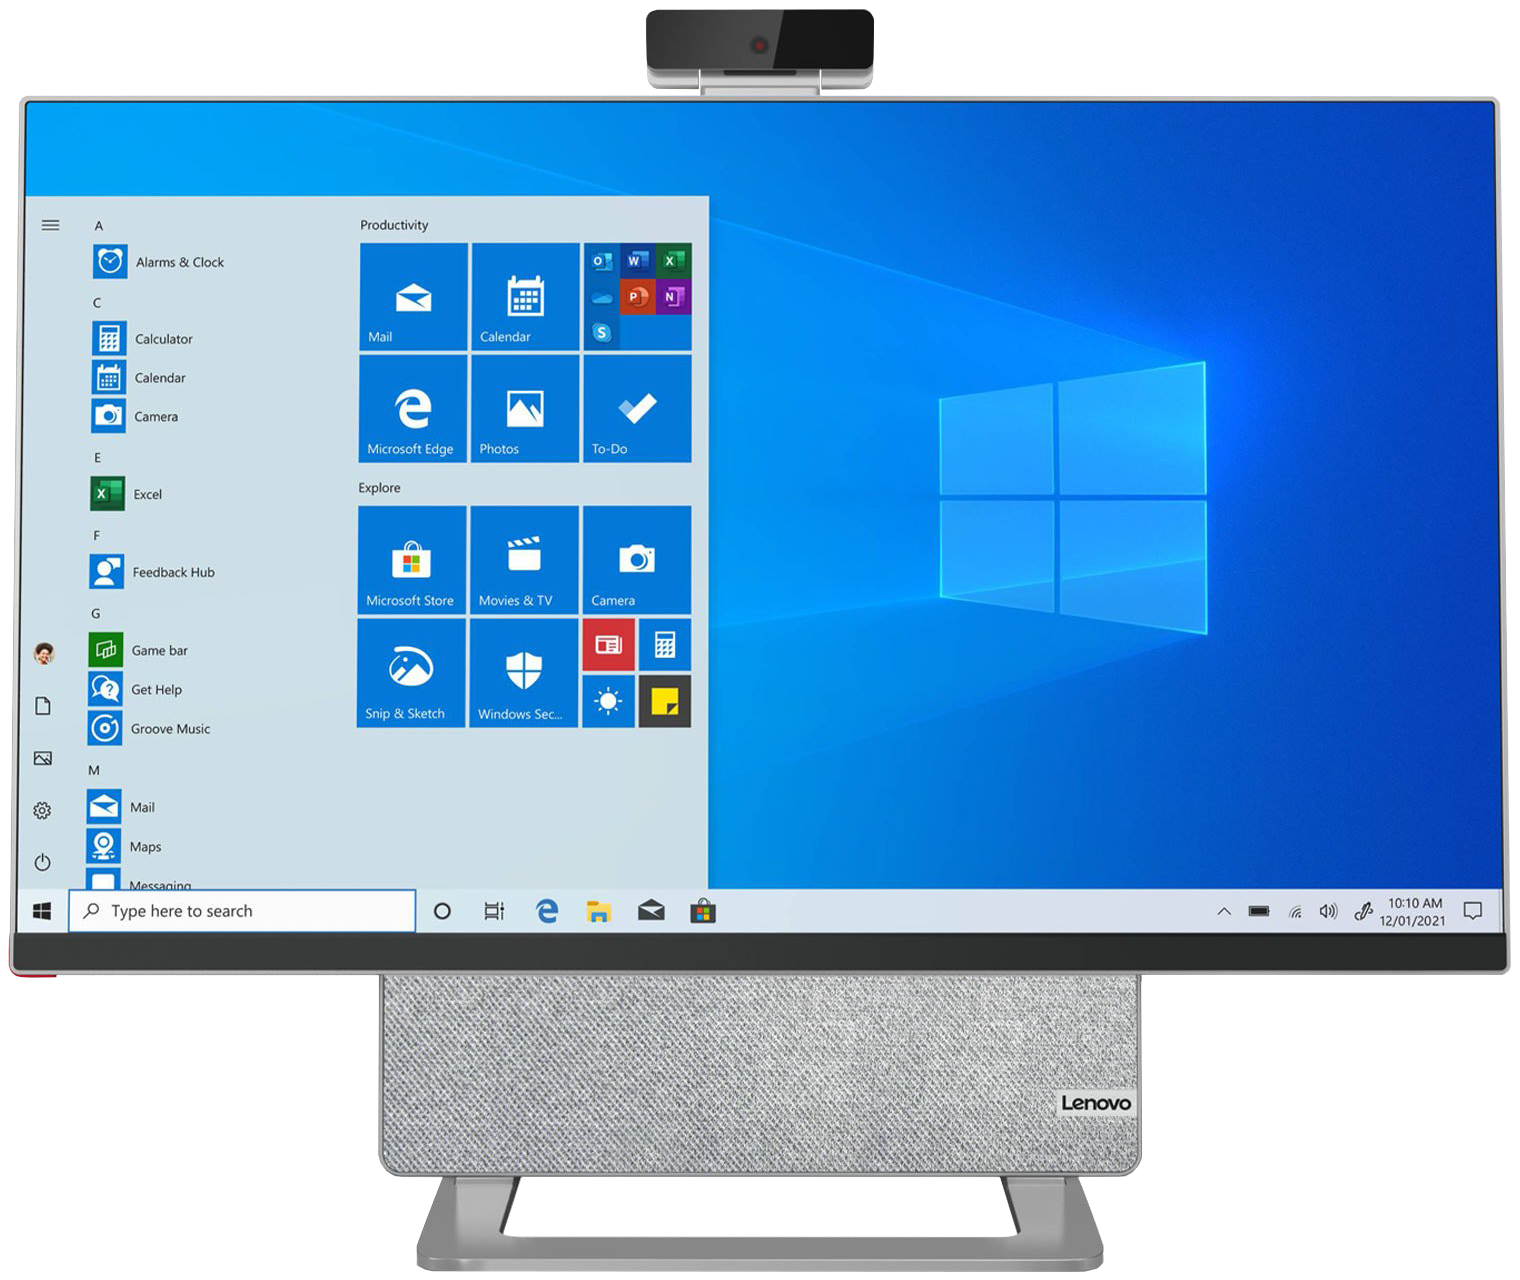 A
Alarms & Clock
C
Calculator
Calendar
Camera
E
Excel
F
Feedback Hub
G
Game bar
Get Help
Groove Music
M
Mail
Maps
Messaging
Productivity
Mail
Calendar
O
W
X
P
N
S
Microsoft Edge
Photos
To-Do
Explore
Microsoft Store
Movies & TV
Camera
Snip & Sketch
Windows Sec...
Type here to search
10:10 AM
12/01/2021
Lenovo